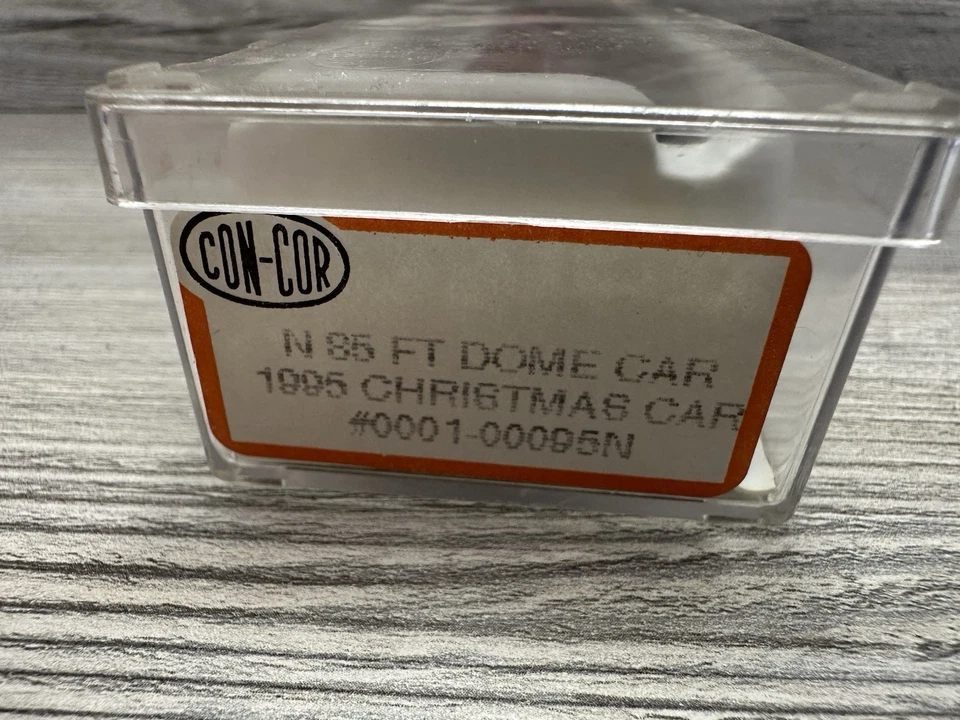 CON-COR
N 85 FT DOME CAR
1995 CHRISTMAS CAR
#0001-00095N